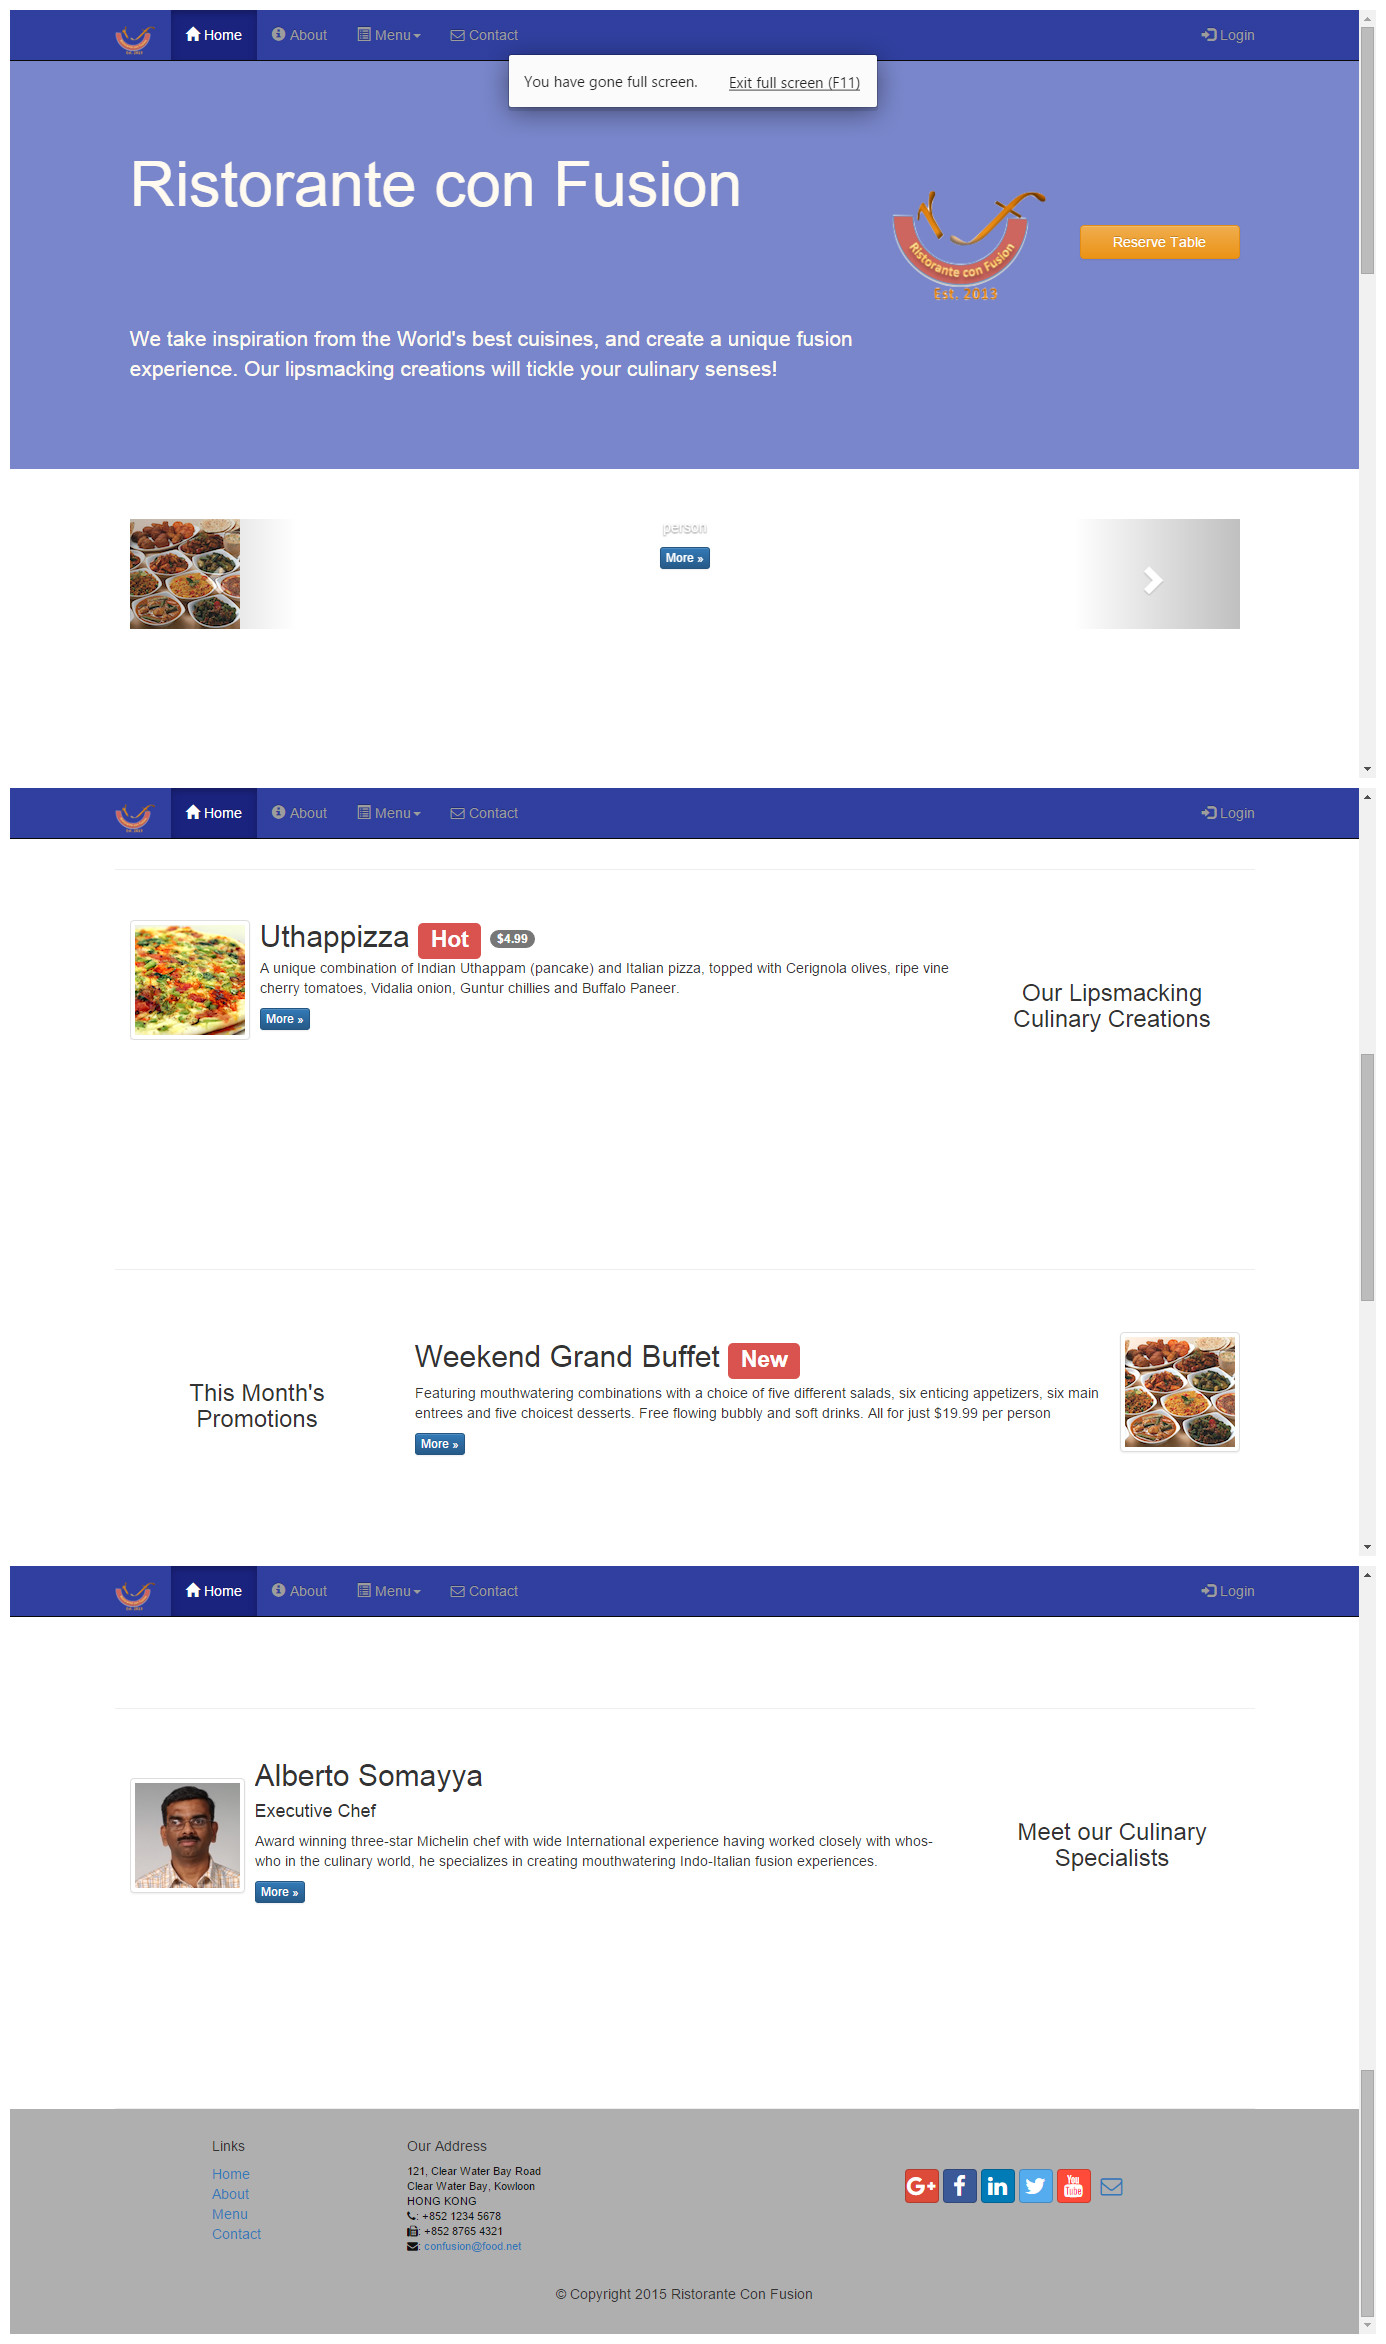 Home About Menu Contact Login
You have gone full screen. Exit full screen (F11)
Ristorante con Fusion
Ristorante con Fusion
Est. 2013
Reserve Table
We take inspiration from the World's best cuisines, and create a unique fusion
experience. Our lipsmacking creations will tickle your culinary senses!
person
More »
Home About Menu Contact Login
Uthappizza Hot $4.99
A unique combination of Indian Uthappam (pancake) and Italian pizza, topped with Cerignola olives, ripe vine
cherry tomatoes, Vidalia onion, Guntur chillies and Buffalo Paneer.
More »
Our Lipsmacking
Culinary Creations
This Month's
Promotions
Weekend Grand Buffet New
Featuring mouthwatering combinations with a choice of five different salads, six enticing appetizers, six main
entrees and five choicest desserts. Free flowing bubbly and soft drinks. All for just $19.99 per person
More »
Home About Menu Contact Login
Alberto Somayya
Executive Chef
Award winning three-star Michelin chef with wide International experience having worked closely with whos-
who in the culinary world, he specializes in creating mouthwatering Indo-Italian fusion experiences.
More »
Meet our Culinary
Specialists
Links
Home
About
Menu
Contact
Our Address
121, Clear Water Bay Road
Clear Water Bay, Kowloon
HONG KONG
: +852 1234 5678
: +852 8765 4321
: confusion@food.net
G+ f in You Tube
© Copyright 2015 Ristorante Con Fusion